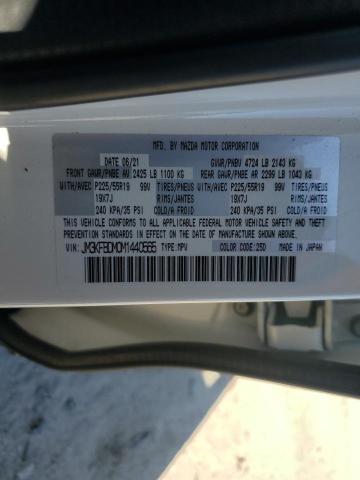 MFD. BY MAZDA MOTOR CORPORATION
DATE 06/21 GVWR/PNBV 4724 LB 2143 KG
FRONT GAWR/PNBE AV 2425 LB 1100 KG REAR GAWR/PNBE AR 2299 LB 1043 KG
WITH/AVEC P225/55R19 99V TIRES/PNEUS WITH/AVEC P225/55R19 99V TIRES/PNEUS
19X7J RIMS/JANTES 19X7J RIMS/JANTES
240 KPA/35 PSI COLD/A FROID 240 KPA/35 PSI COLD/A FROID
THIS VEHICLE CONFORMS TO ALL APPLICABLE FEDERAL MOTOR VEHICLE
SAFETY, BUMPER, AND THEFT PREVENTION STANDARDS
IN EFFECT ON THE DATE OF MANUFACTURE SHOWN ABOVE.
VIN: JM3KFBDM0M1440565 TYPE:MPV COLOR CODE:25D MADE IN JAPAN